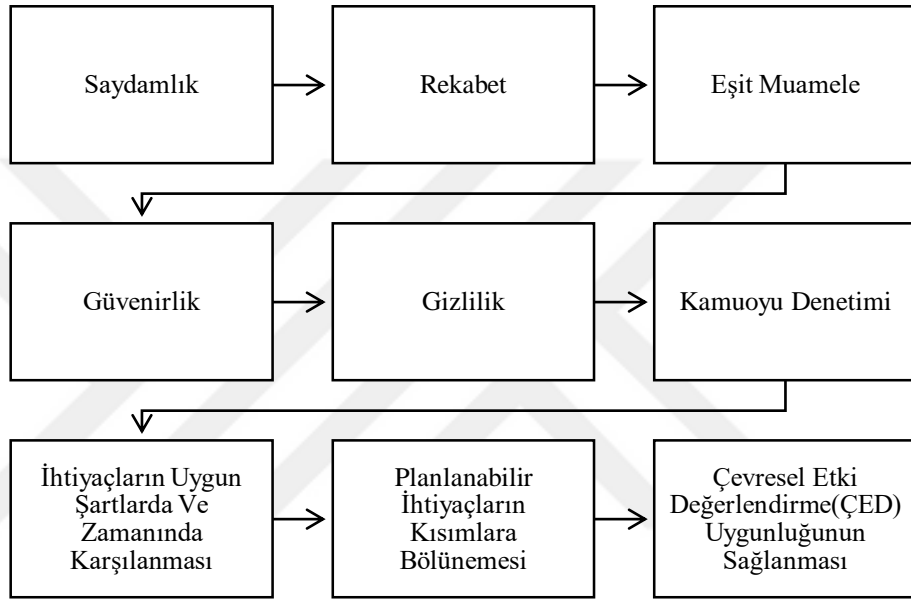 Saydamlık
Rekabet
Eşit Muamele
Güvenirlik
Gizlilik
Kamuoyu Denetimi
İhtiyaçların Uygun
Şartlarda Ve
Zamanında
Karşılanması
Planlanabilir
İhtiyaçların
Kısımlara
Bölünemesi
Çevresel Etki
Değerlendirme(ÇED)
Uygunluğunun
Sağlanması